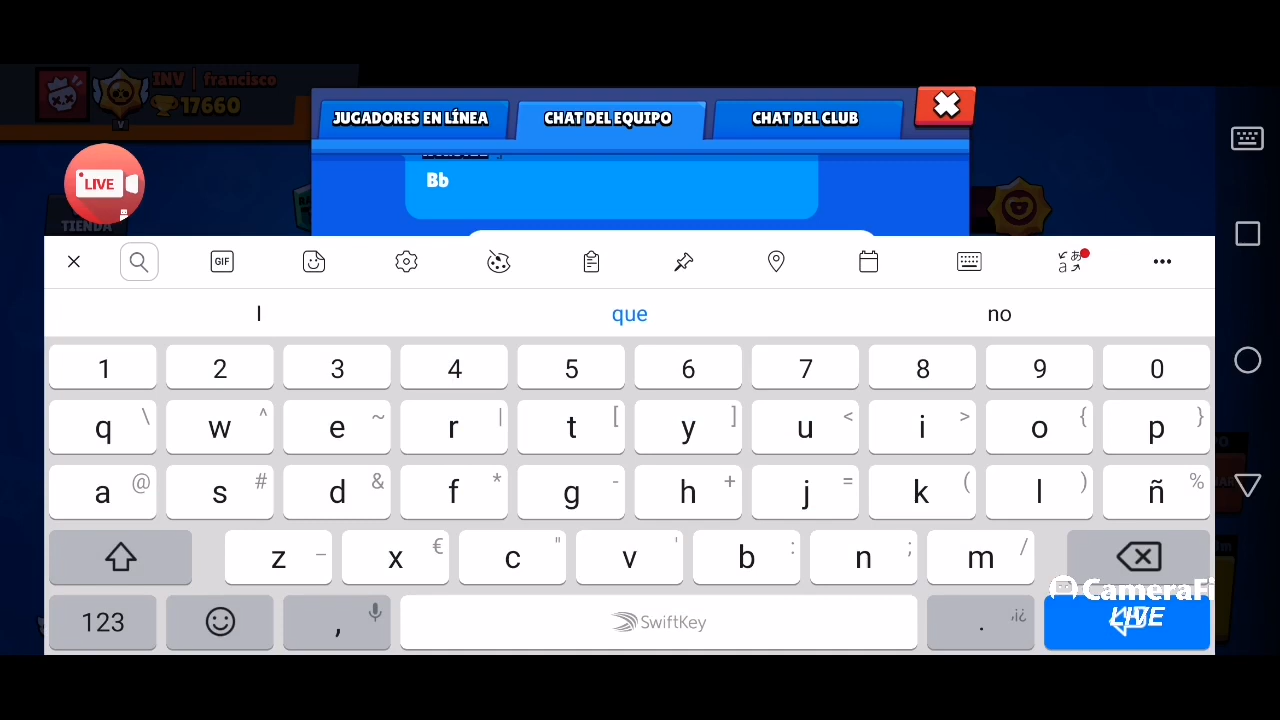 INV | francisco
17660
V
JUGADORES EN LÍNEA
CHAT DEL EQUIPO
CHAT DEL CLUB
LIVE
Bb
TIENDA
GIF
I
que
no
1 2 3 4 5 6 7 8 9 0
q \ w ^ e ~ r | t [ y ] u < i > o { p }
a @ s # d & f * g - h + j = k ( l ) ñ %
z _ x € c " v ' b : n ; m /
CameraFi
LIVE
123 , SwiftKey . ,¡¿